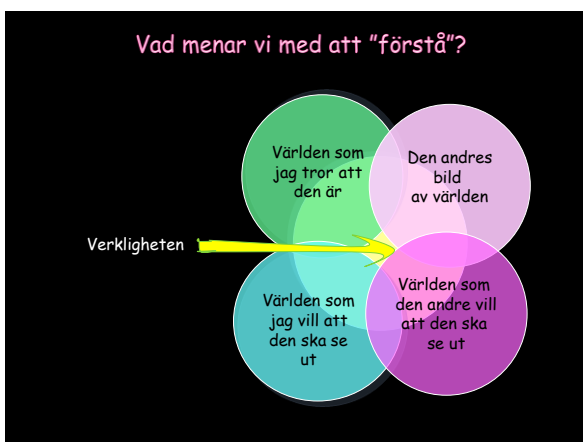 Vad menar vi med att ”förstå”?
Världen som
jag tror att
den är
Den andres
bild
av världen
Verkligheten
Världen som
jag vill att
den ska se
ut
Världen som
den andre vill
att den ska
se ut